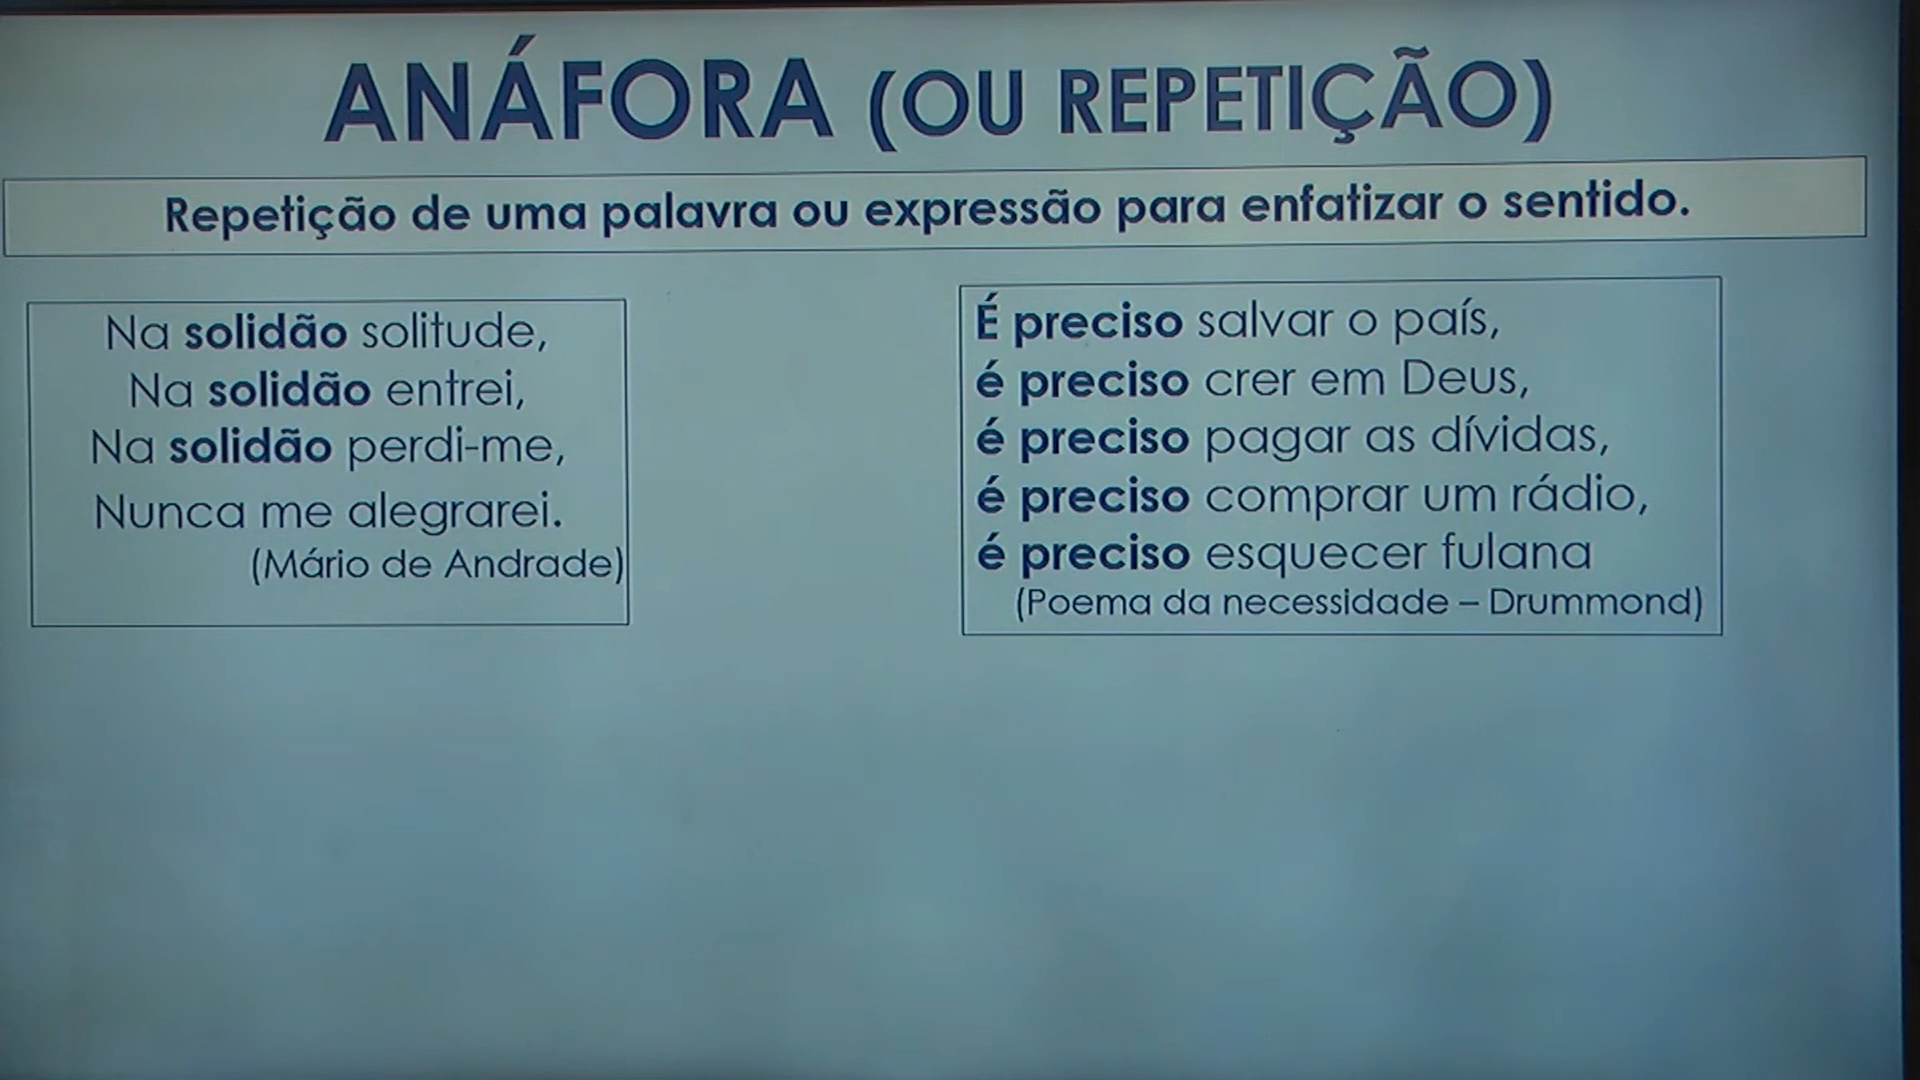 ANÁFORA (OU REPETIÇÃO)
Repetição de uma palavra ou expressão para enfatizar o sentido.
Na solidão solitude,
Na solidão entrei,
Na solidão perdi-me,
Nunca me alegrarei.
(Mário de Andrade)
É preciso salvar o país,
é preciso crer em Deus,
é preciso pagar as dívidas,
é preciso comprar um rádio,
é preciso esquecer fulana
(Poema da necessidade – Drummond)